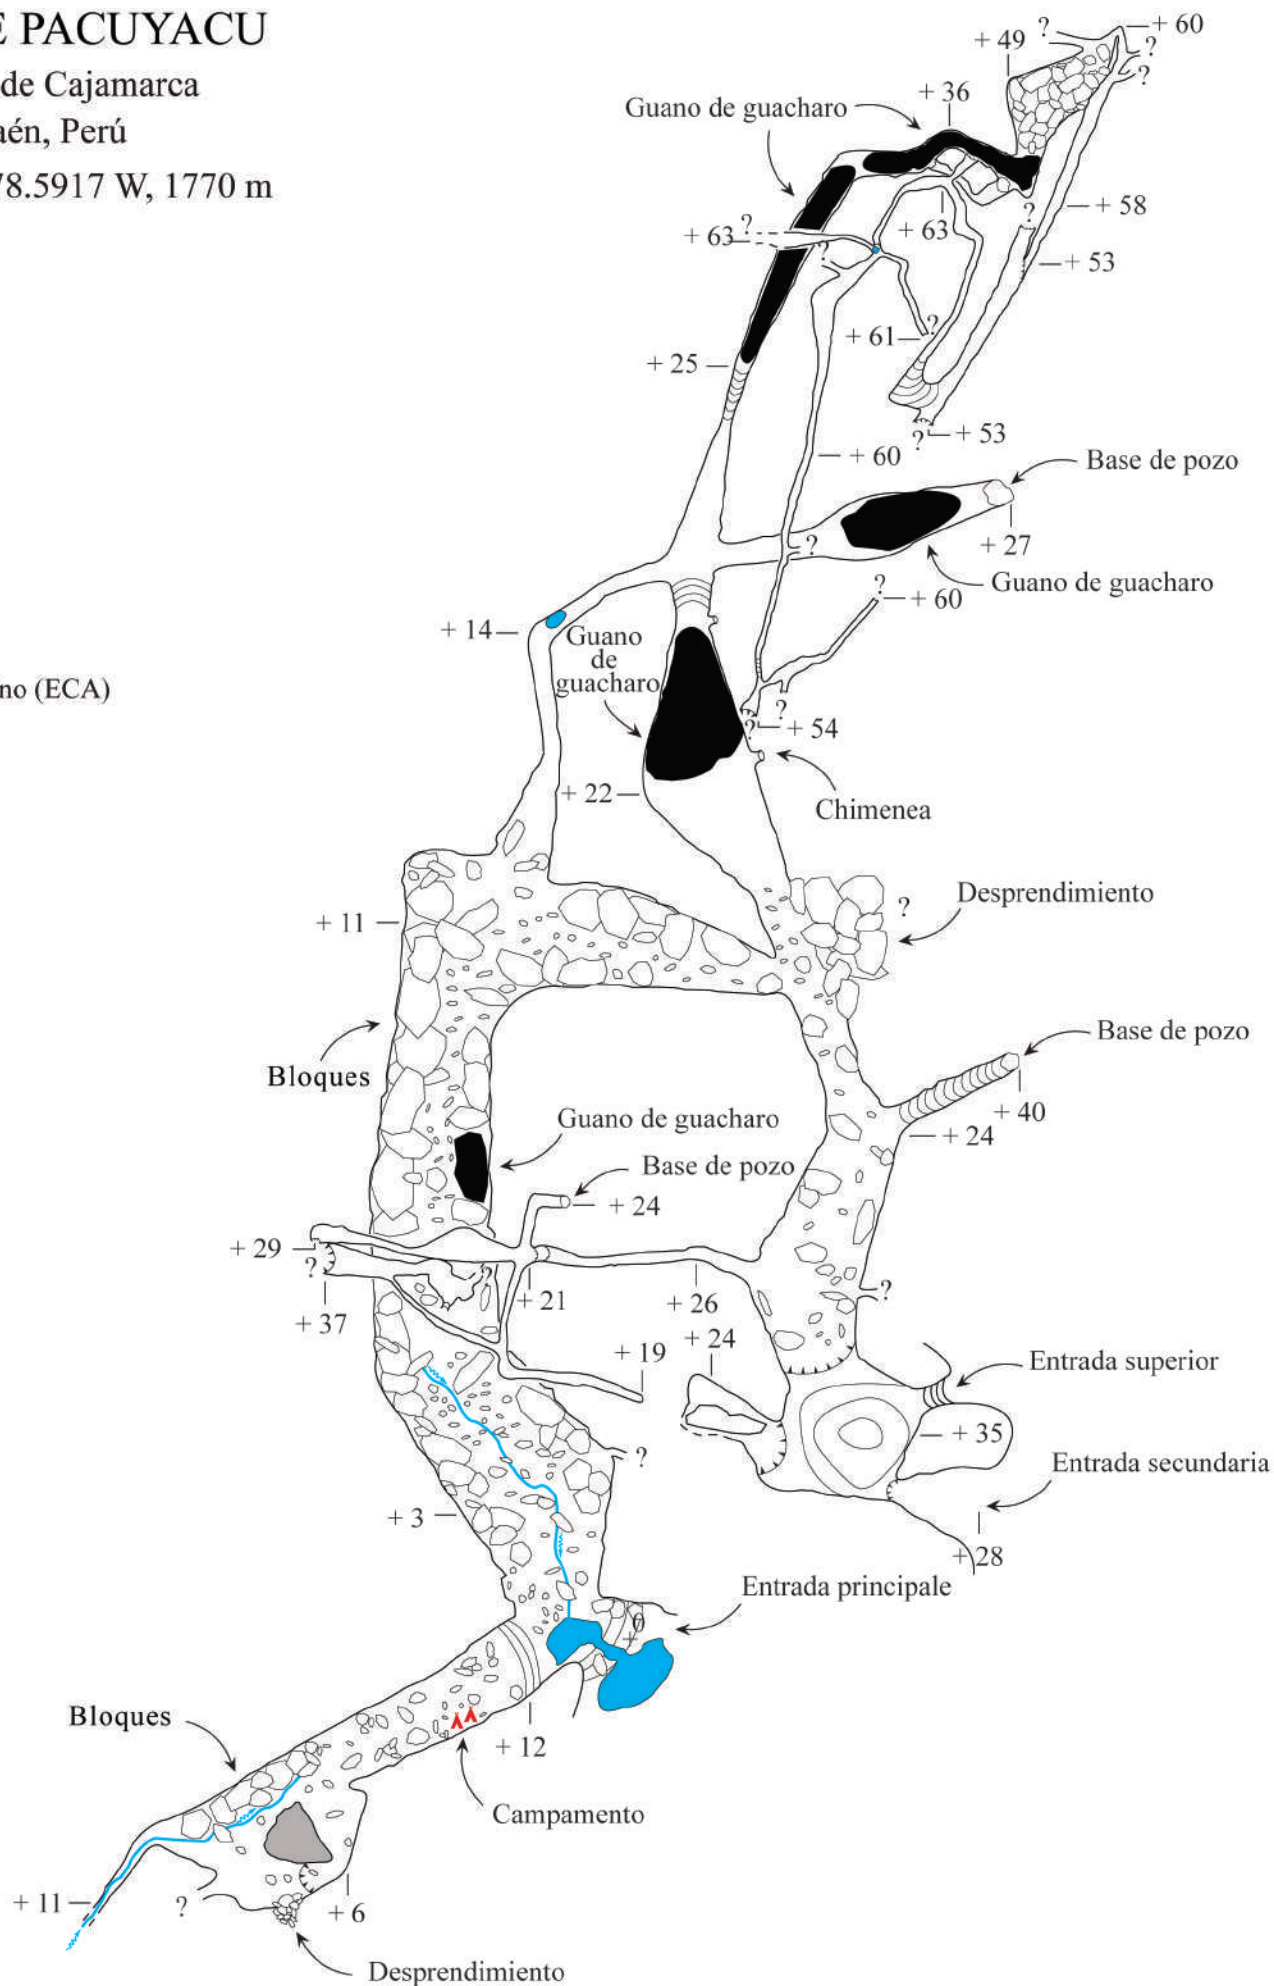 E PACUYACU
de Cajamarca
aén, Perú
78.5917 W, 1770 m
no (ECA)
+ 60
?
+ 49
?
?
+ 36
Guano de guacharo
+ 58
?
+ 63
?
+ 63
?
+ 53
+ 61
?
+ 25
+ 53
?
+ 60
Base de pozo
?
+ 27
Guano de guacharo
?
+ 60
+ 14
Guano
de
guacharo
?
?
+ 54
+ 22
Chimenea
Desprendimiento
?
+ 11
Base de pozo
Bloques
+ 40
+ 24
Guano de guacharo
Base de pozo
+ 24
+ 29
?
?
+ 21
+ 26
?
+ 37
+ 24
+ 19
Entrada superior
+ 35
?
Entrada secundaria
+ 3
+ 28
Entrada principale
0
+
Bloques
+ 12
Campamento
+ 11
?
+ 6
Desprendimiento